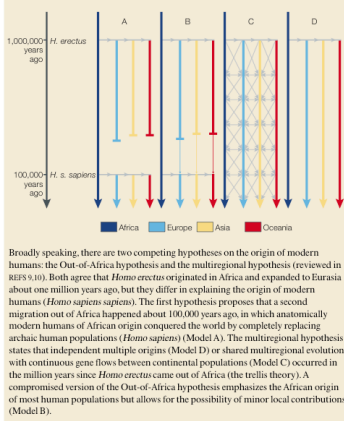 A B C D
1,000,000 years ago H. erectus
100,000 years ago H. s. sapiens
Africa Europe Asia Oceania
Broadly speaking, there are two competing hypotheses on the origin of modern
humans: the Out-of-Africa hypothesis and the multiregional hypothesis (reviewed in
REFS 9,10). Both agree that Homo erectus originated in Africa and expanded to Eurasia
about one million years ago, but they differ in explaining the origin of modern
humans (Homo sapiens sapiens). The first hypothesis proposes that a second
migration out of Africa happened about 100,000 years ago, in which anatomically
modern humans of African origin conquered the world by completely replacing
archaic human populations (Homo sapiens) (Model A). The multiregional hypothesis
states that independent multiple origins (Model D) or shared multiregional evolution
with continuous gene flows between continental populations (Model C) occurred in
the million years since Homo erectus came out of Africa (the trellis theory). A
compromised version of the Out-of-Africa hypothesis emphasizes the African origin
of most human populations but allows for the possibility of minor local contributions
(Model B).